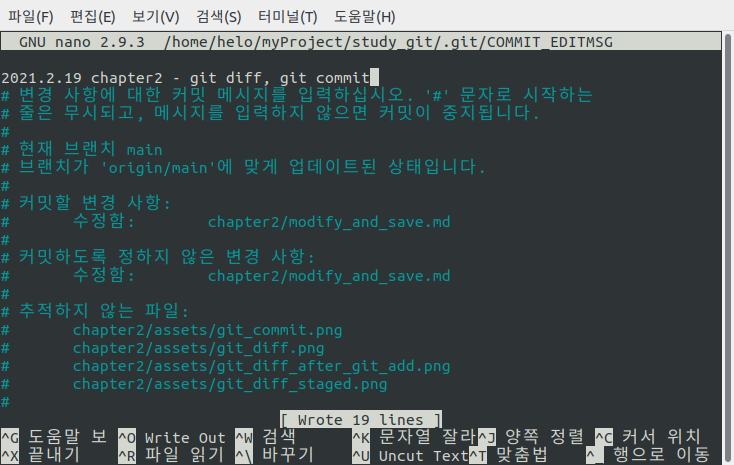 파일(F) 편집(E) 보기(V) 검색(S) 터미널(T) 도움말(H)
GNU nano 2.9.3 /home/helo/myProject/study_git/.git/COMMIT_EDITMSG
2021.2.19 chapter2 - git diff, git commit
# 변경 사항에 대한 커밋 메시지를 입력하십시오. '#' 문자로 시작하는
# 줄은 무시되고, 메시지를 입력하지 않으면 커밋이 중지됩니다.
#
# 현재 브랜치 main
# 브랜치가 'origin/main'에 맞게 업데이트된 상태입니다.
#
# 커밋할 변경 사항:
#       수정함:        chapter2/modify_and_save.md
#
# 커밋하도록 정하지 않은 변경 사항:
#       수정함:        chapter2/modify_and_save.md
#
# 추적하지 않는 파일:
#       chapter2/assets/git_commit.png
#       chapter2/assets/git_diff.png
#       chapter2/assets/git_diff_after_git_add.png
#       chapter2/assets/git_diff_staged.png
#
[ Wrote 19 lines ]
^G 도움말 보 ^O Write Out ^W 검색 ^K 문자열 잘라 ^J 양쪽 정렬 ^C 커서 위치
^X 끝내기 ^R 파일 읽기 ^\ 바꾸기 ^U Uncut Text ^T 맞춤법 ^_ 행으로 이동